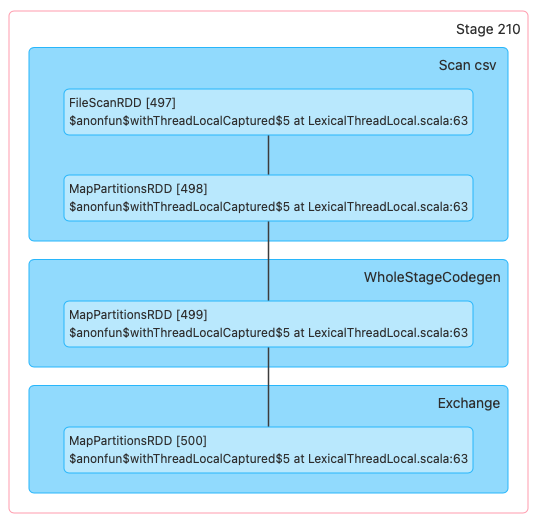 Stage 210
Scan csv
FileScanRDD [497]
$anonfun$withThreadLocalCaptured$5 at LexicalThreadLocal.scala:63
MapPartitionsRDD [498]
$anonfun$withThreadLocalCaptured$5 at LexicalThreadLocal.scala:63
WholeStageCodegen
MapPartitionsRDD [499]
$anonfun$withThreadLocalCaptured$5 at LexicalThreadLocal.scala:63
Exchange
MapPartitionsRDD [500]
$anonfun$withThreadLocalCaptured$5 at LexicalThreadLocal.scala:63